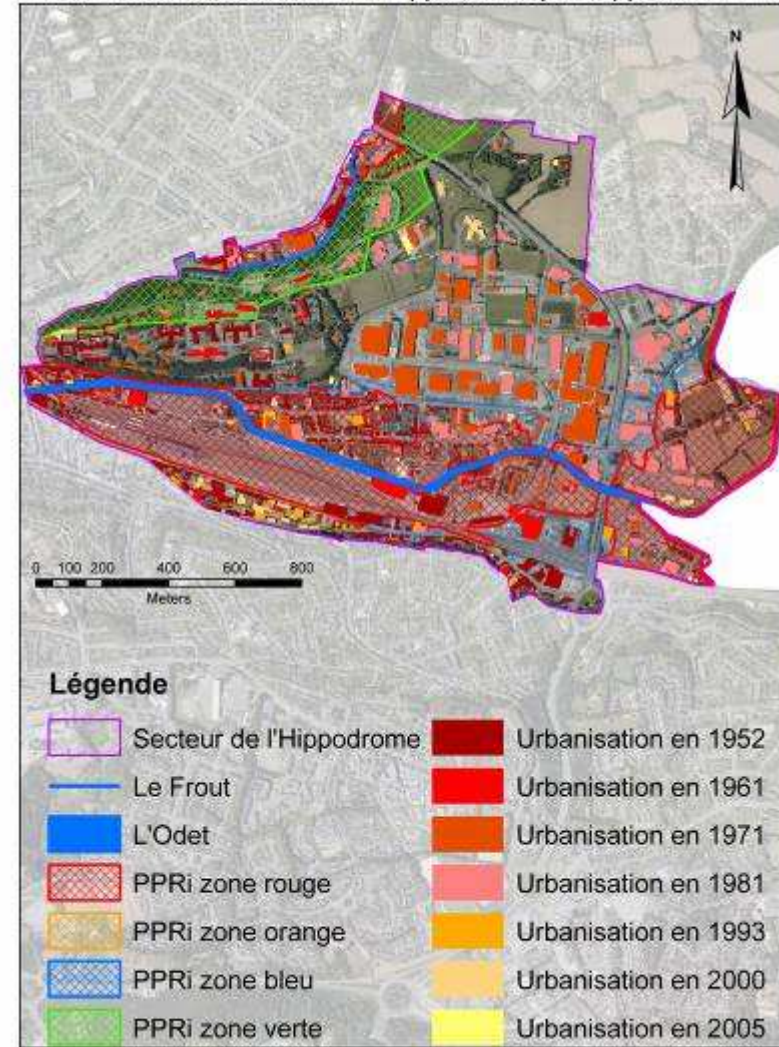 N
0 100 200 400 600 800
Meters
Légende
Secteur de l'Hippodrome
Le Frout
L'Odet
PPRi zone rouge
PPRi zone orange
PPRi zone bleu
PPRi zone verte
Urbanisation en 1952
Urbanisation en 1961
Urbanisation en 1971
Urbanisation en 1981
Urbanisation en 1993
Urbanisation en 2000
Urbanisation en 2005